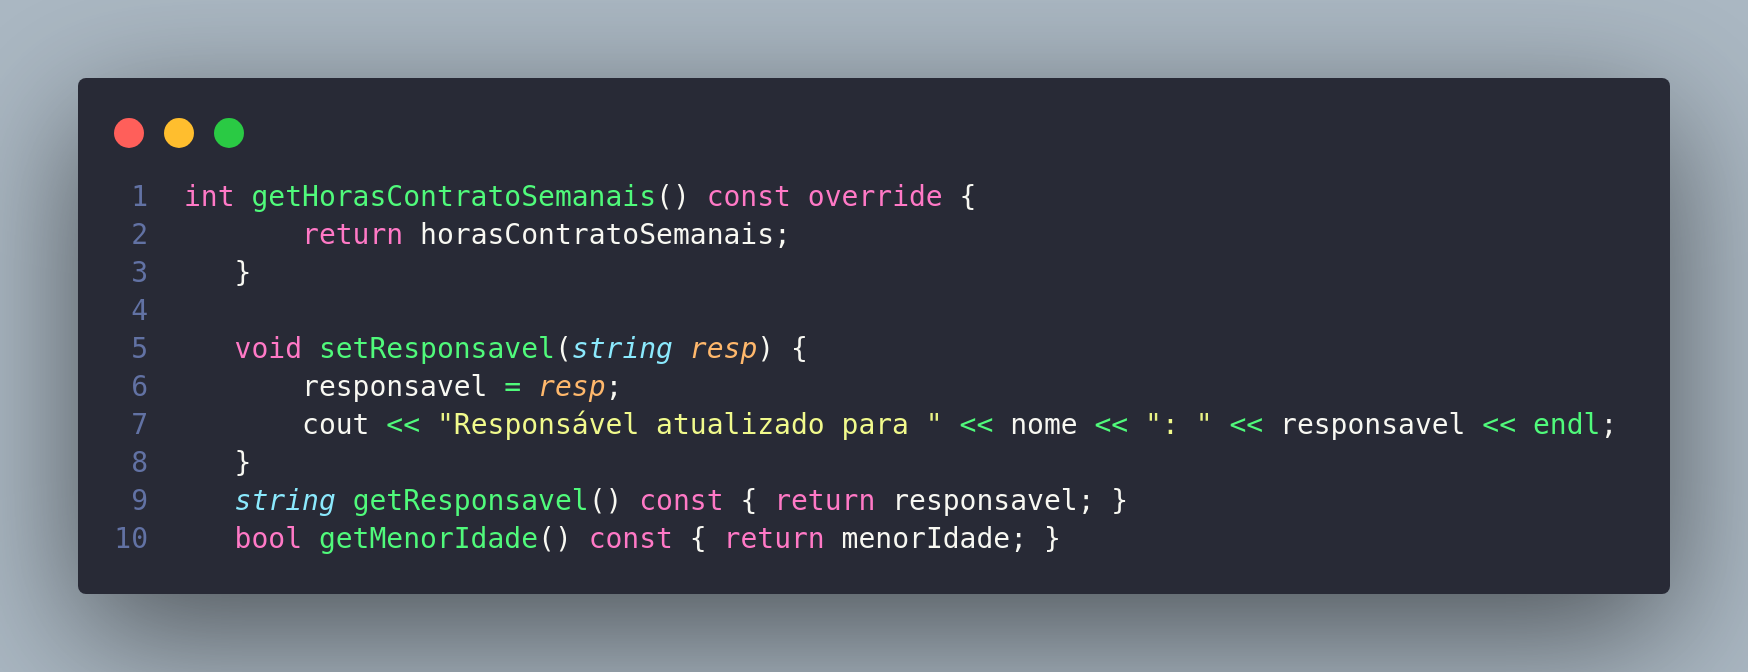 1 int getHorasContratoSemanais() const override {
2         return horasContratoSemanais;
3     }
4
5     void setResponsavel(string resp) {
6         responsavel = resp;
7         cout << "Responsável atualizado para " << nome << ": " << responsavel << endl;
8     }
9     string getResponsavel() const { return responsavel; }
10     bool getMenorIdade() const { return menorIdade; }